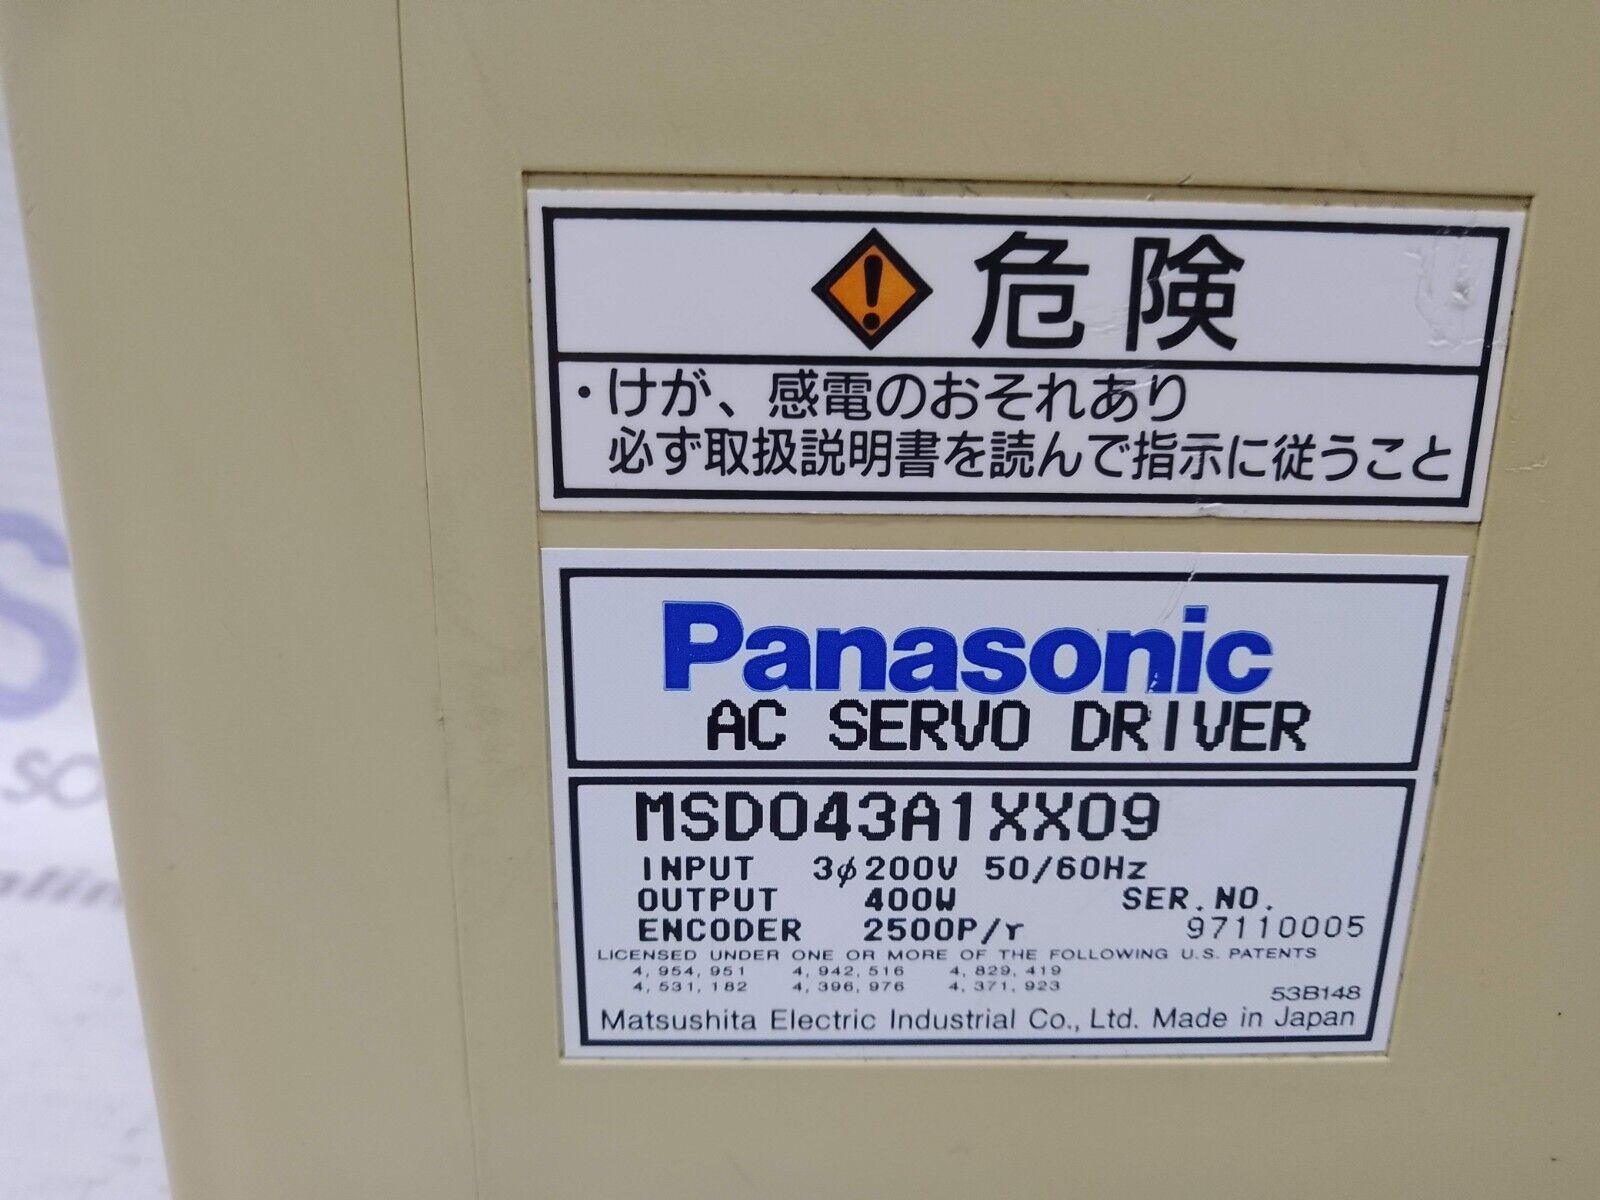 危険
・けが、感電のおそれあり
必ず取扱説明書を読んで指示に従うこと
Panasonic
AC SERVO DRIVER
MSD043A1XX09
INPUT 3φ200V 50/60Hz
OUTPUT 400W SER.NO.
ENCODER 2500P/r 97110005
LICENSED UNDER ONE OR MORE OF THE FOLLOWING U.S. PATENTS
4,954,951 4,942,516 4,829,419
4,531,182 4,396,976 4,371,923
53B148
Matsushita Electric Industrial Co., Ltd. Made in Japan